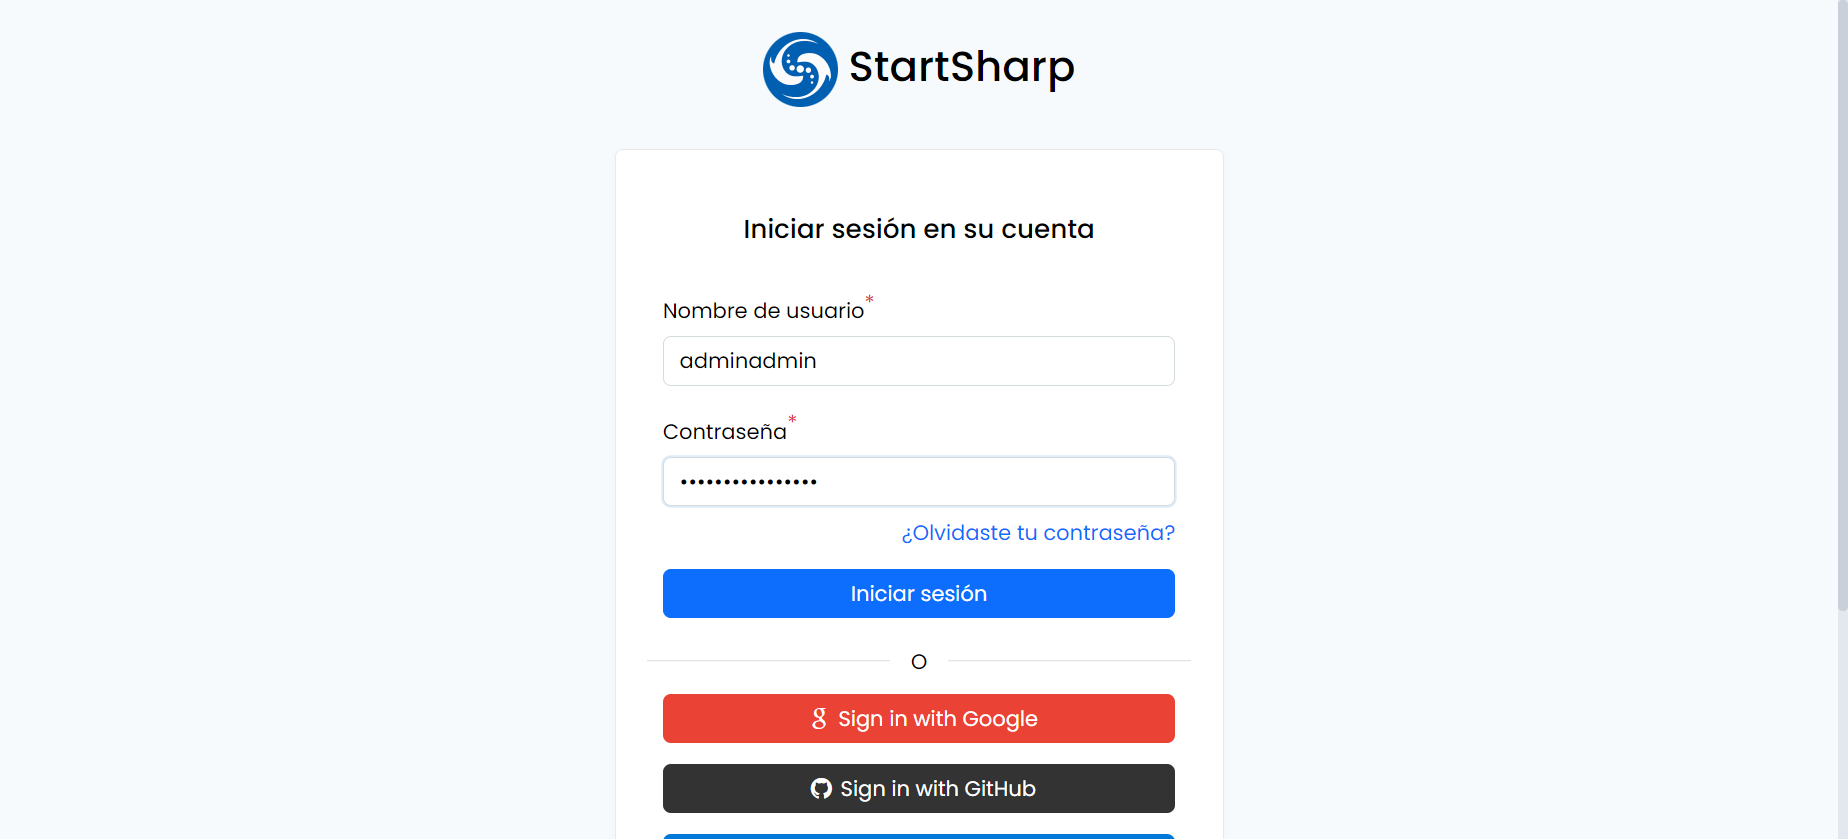 StartSharp
Iniciar sesión en su cuenta
Nombre de usuario*
adminadmin
Contraseña*
••••••••••••••••
¿Olvidaste tu contraseña?
Iniciar sesión
O
Sign in with Google
Sign in with GitHub